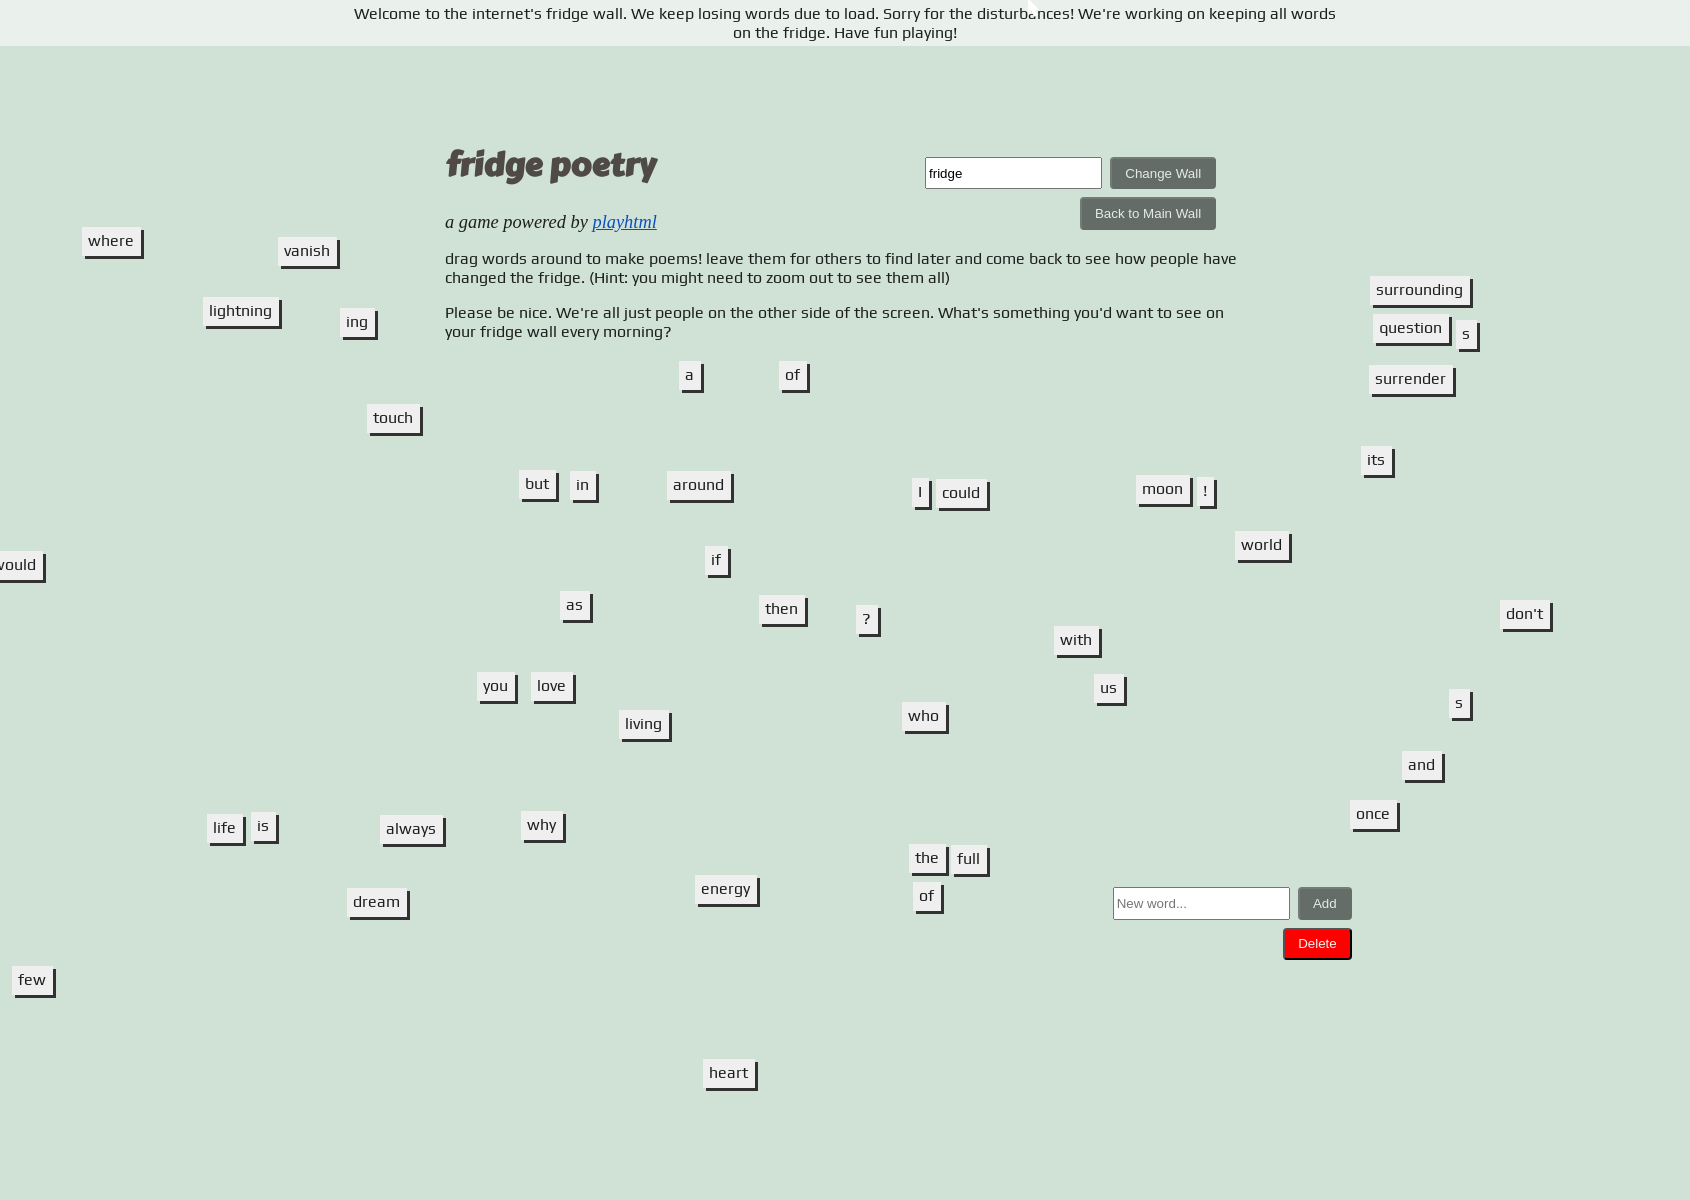 Welcome to the internet's fridge wall. We keep losing words due to load. Sorry for the disturbances! We're working on keeping all words
on the fridge. Have fun playing!
fridge poetry
fridge
Change Wall
Back to Main Wall
a game powered by playhtml
drag words around to make poems! leave them for others to find later and come back to see how people have
changed the fridge. (Hint: you might need to zoom out to see them all)
Please be nice. We're all just people on the other side of the screen. What's something you'd want to see on
your fridge wall every morning?
where
vanish
lightning
ing
surrounding
question s
surrender
a of
touch
its
but in around
I could
moon !
world
if
would
as
then
?
don't
with
you love
us
living
who
s
and
once
life is
always
why
the full
of
energy
dream
New word...
Add
Delete
few
heart